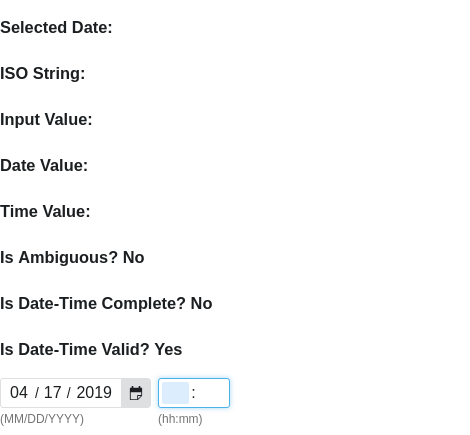 Selected Date:
ISO String:
Input Value:
Date Value:
Time Value:
Is Ambiguous? No
Is Date-Time Complete? No
Is Date-Time Valid? Yes
04 / 17 / 2019 :
(MM/DD/YYYY) (hh:mm)